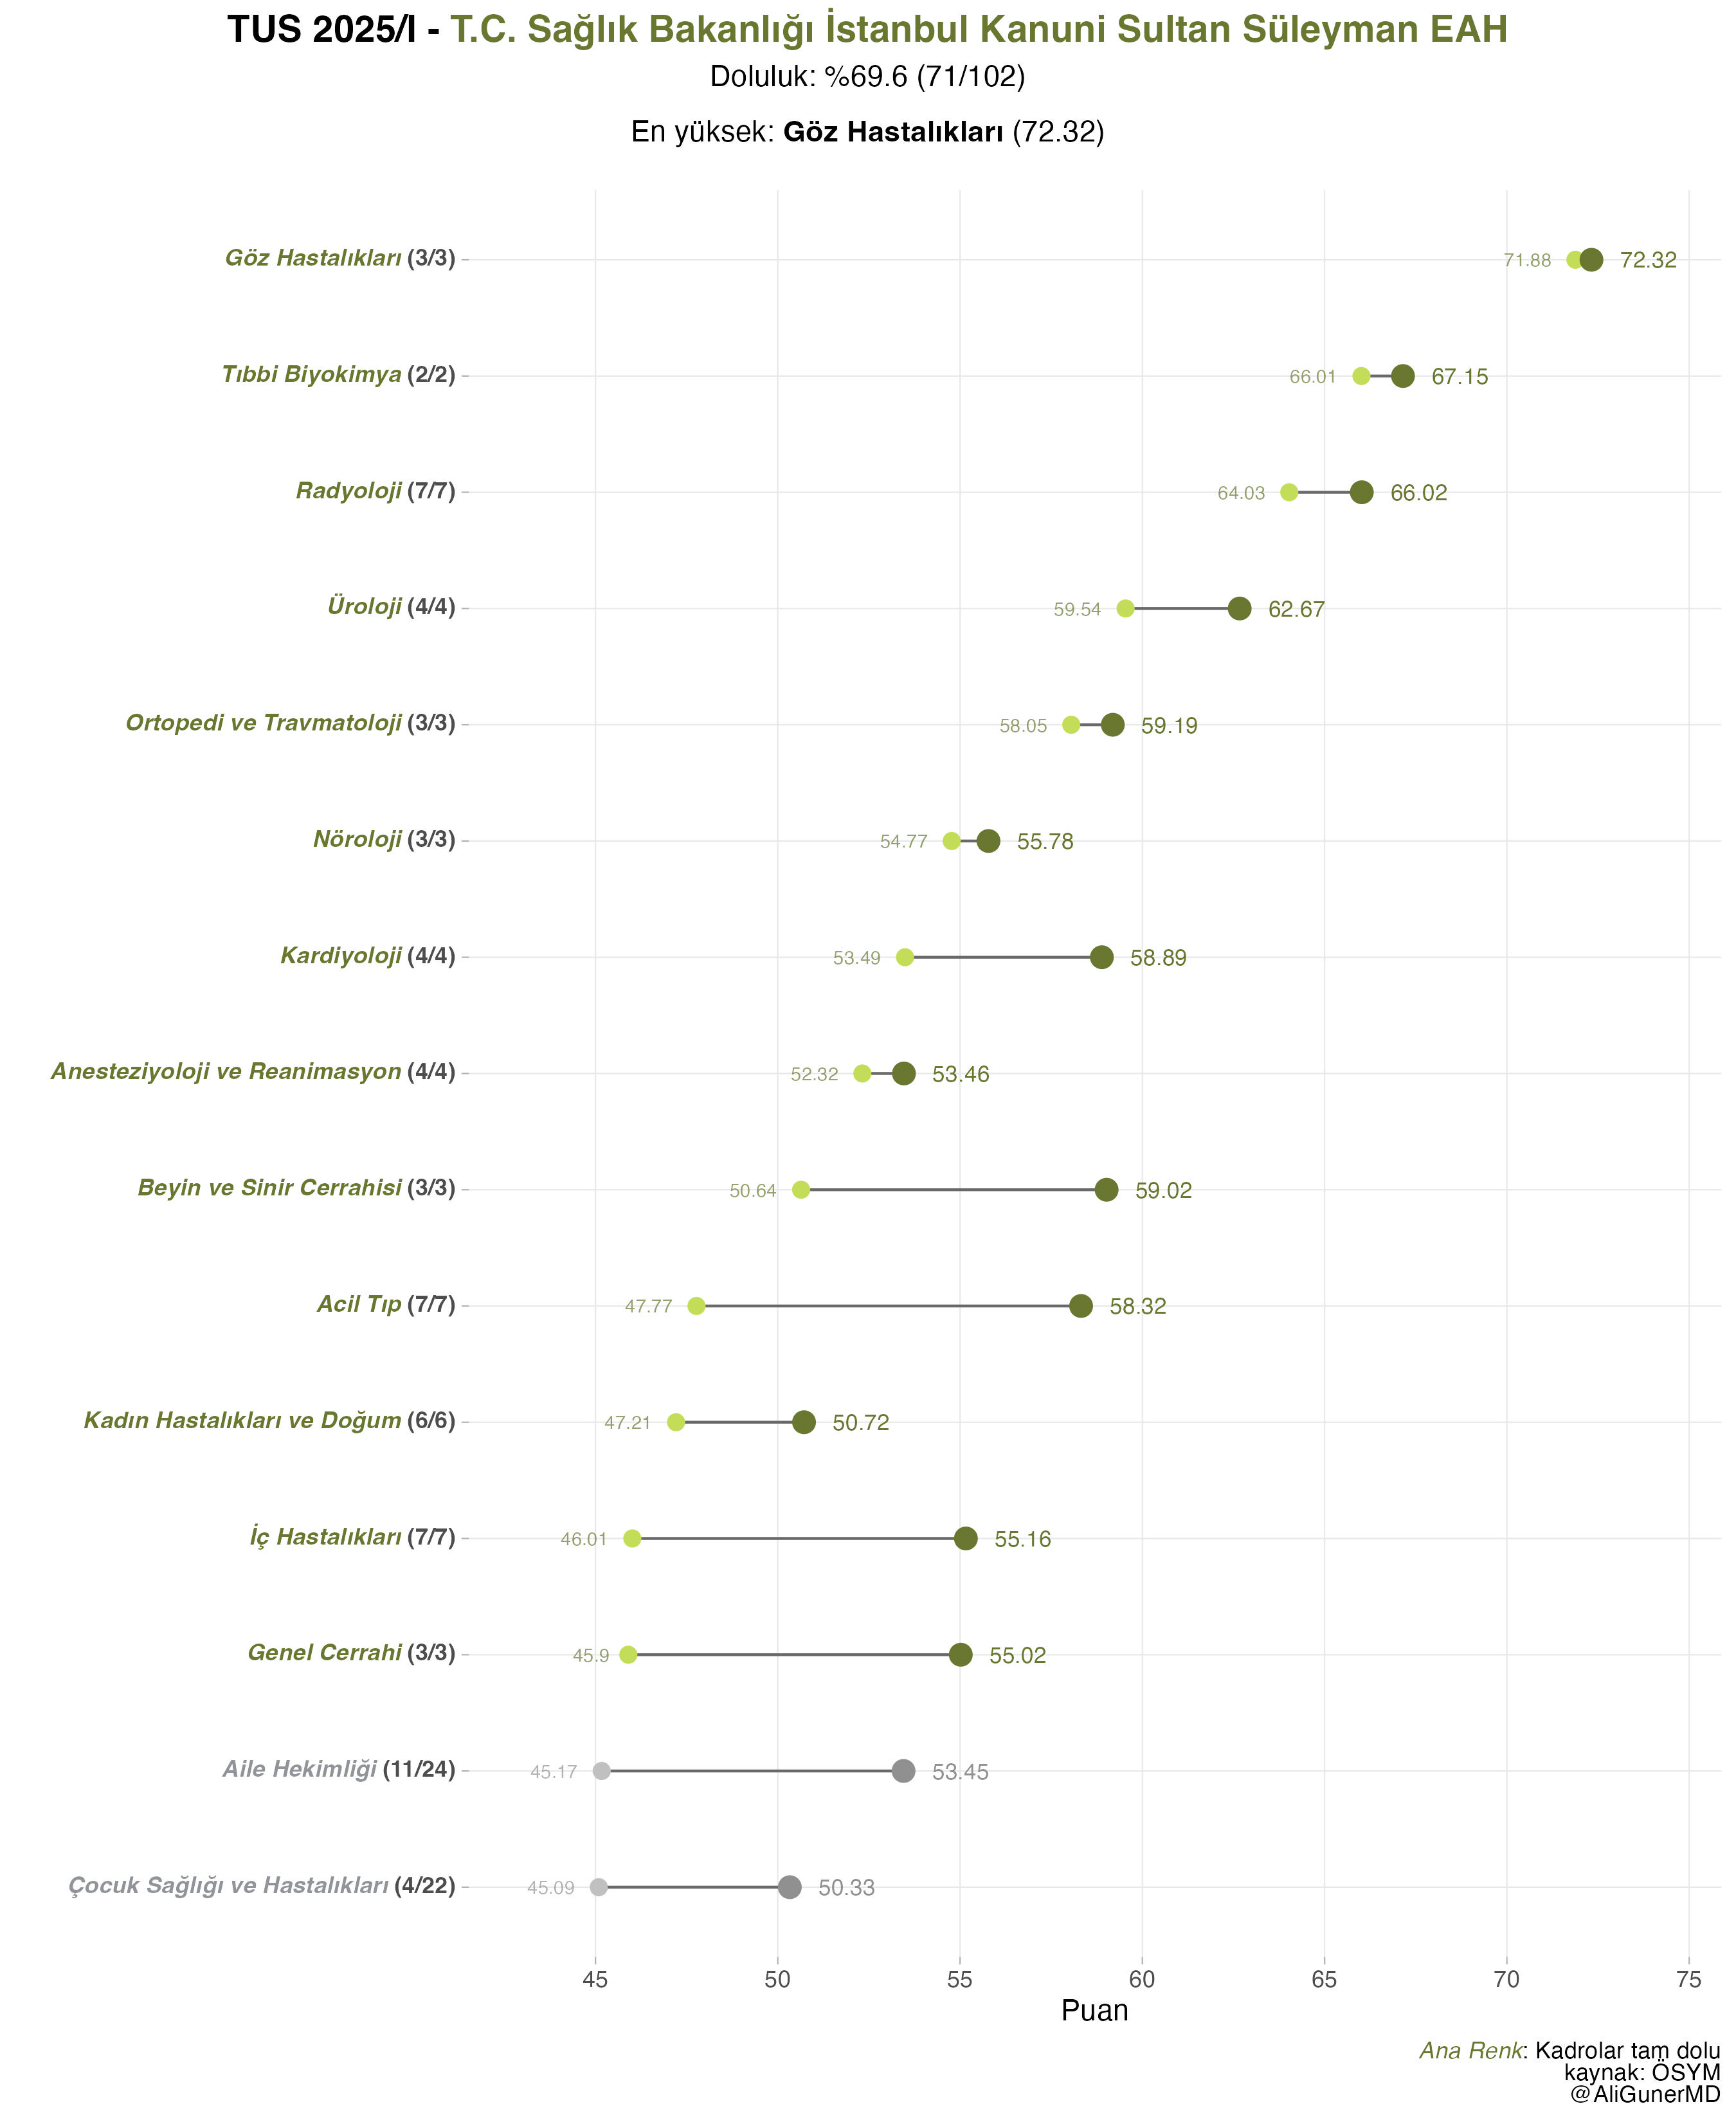 TUS 2025/I - T.C. Sağlık Bakanlığı İstanbul Kanuni Sultan Süleyman EAH
Doluluk: %69.6 (71/102)
En yüksek: Göz Hastalıkları (72.32)
Göz Hastalıkları (3/3) 71.88 72.32
Tıbbi Biyokimya (2/2) 66.01 67.15
Radyoloji (7/7) 64.03 66.02
Üroloji (4/4) 59.54 62.67
Ortopedi ve Travmatoloji (3/3) 58.05 59.19
Nöroloji (3/3) 54.77 55.78
Kardiyoloji (4/4) 53.49 58.89
Anesteziyoloji ve Reanimasyon (4/4) 52.32 53.46
Beyin ve Sinir Cerrahisi (3/3) 50.64 59.02
Acil Tıp (7/7) 47.77 58.32
Kadın Hastalıkları ve Doğum (6/6) 47.21 50.72
İç Hastalıkları (7/7) 46.01 55.16
Genel Cerrahi (3/3) 45.9 55.02
Aile Hekimliği (11/24) 45.17 53.45
Çocuk Sağlığı ve Hastalıkları (4/22) 45.09 50.33
45 50 55 60 65 70 75
Puan
Ana Renk: Kadrolar tam dolu
kaynak: ÖSYM
@AliGunerMD